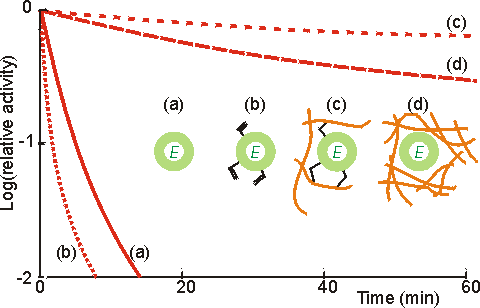 0
(c)
(d)
(a) (b) (c) (d)
E E E E
-1
Log(relative activity)
(b) (a)
-2
0 20 40 60
Time (min)